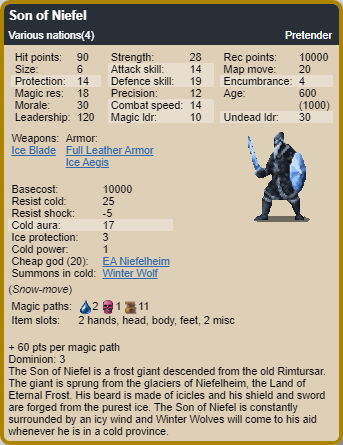 Son of Niefel
Various nations(4) Pretender
Hit points: 90 Strength: 28 Rec points: 10000
Size: 6 Attack skill: 14 Map move: 20
Protection: 14 Defence skill: 19 Encumbrance: 4
Magic res: 18 Precision: 12 Age: 600
Morale: 30 Combat speed: 14 (1000)
Leadership: 120 Magic ldr: 10 Undead ldr: 30
Weapons: Armor:
Ice Blade Full Leather Armor
Ice Aegis
Basecost: 10000
Resist cold: 25
Resist shock: -5
Cold aura: 17
Ice protection: 3
Cold power: 1
Cheap god (20): EA Niefelheim
Summons in cold: Winter Wolf
(Snow-move)
Magic paths: 2 1 11
Item slots: 2 hands, head, body, feet, 2 misc
+ 60 pts per magic path
Dominion: 3
The Son of Niefel is a frost giant descended from the old Rimtursar.
The giant is sprung from the glaciers of Niefelheim, the Land of
Eternal Frost. His beard is made of icicles and his shield and sword
are forged from the purest ice. The Son of Niefel is constantly
surrounded by an icy wind and Winter Wolves will come to his aid
whenever he is in a cold province.